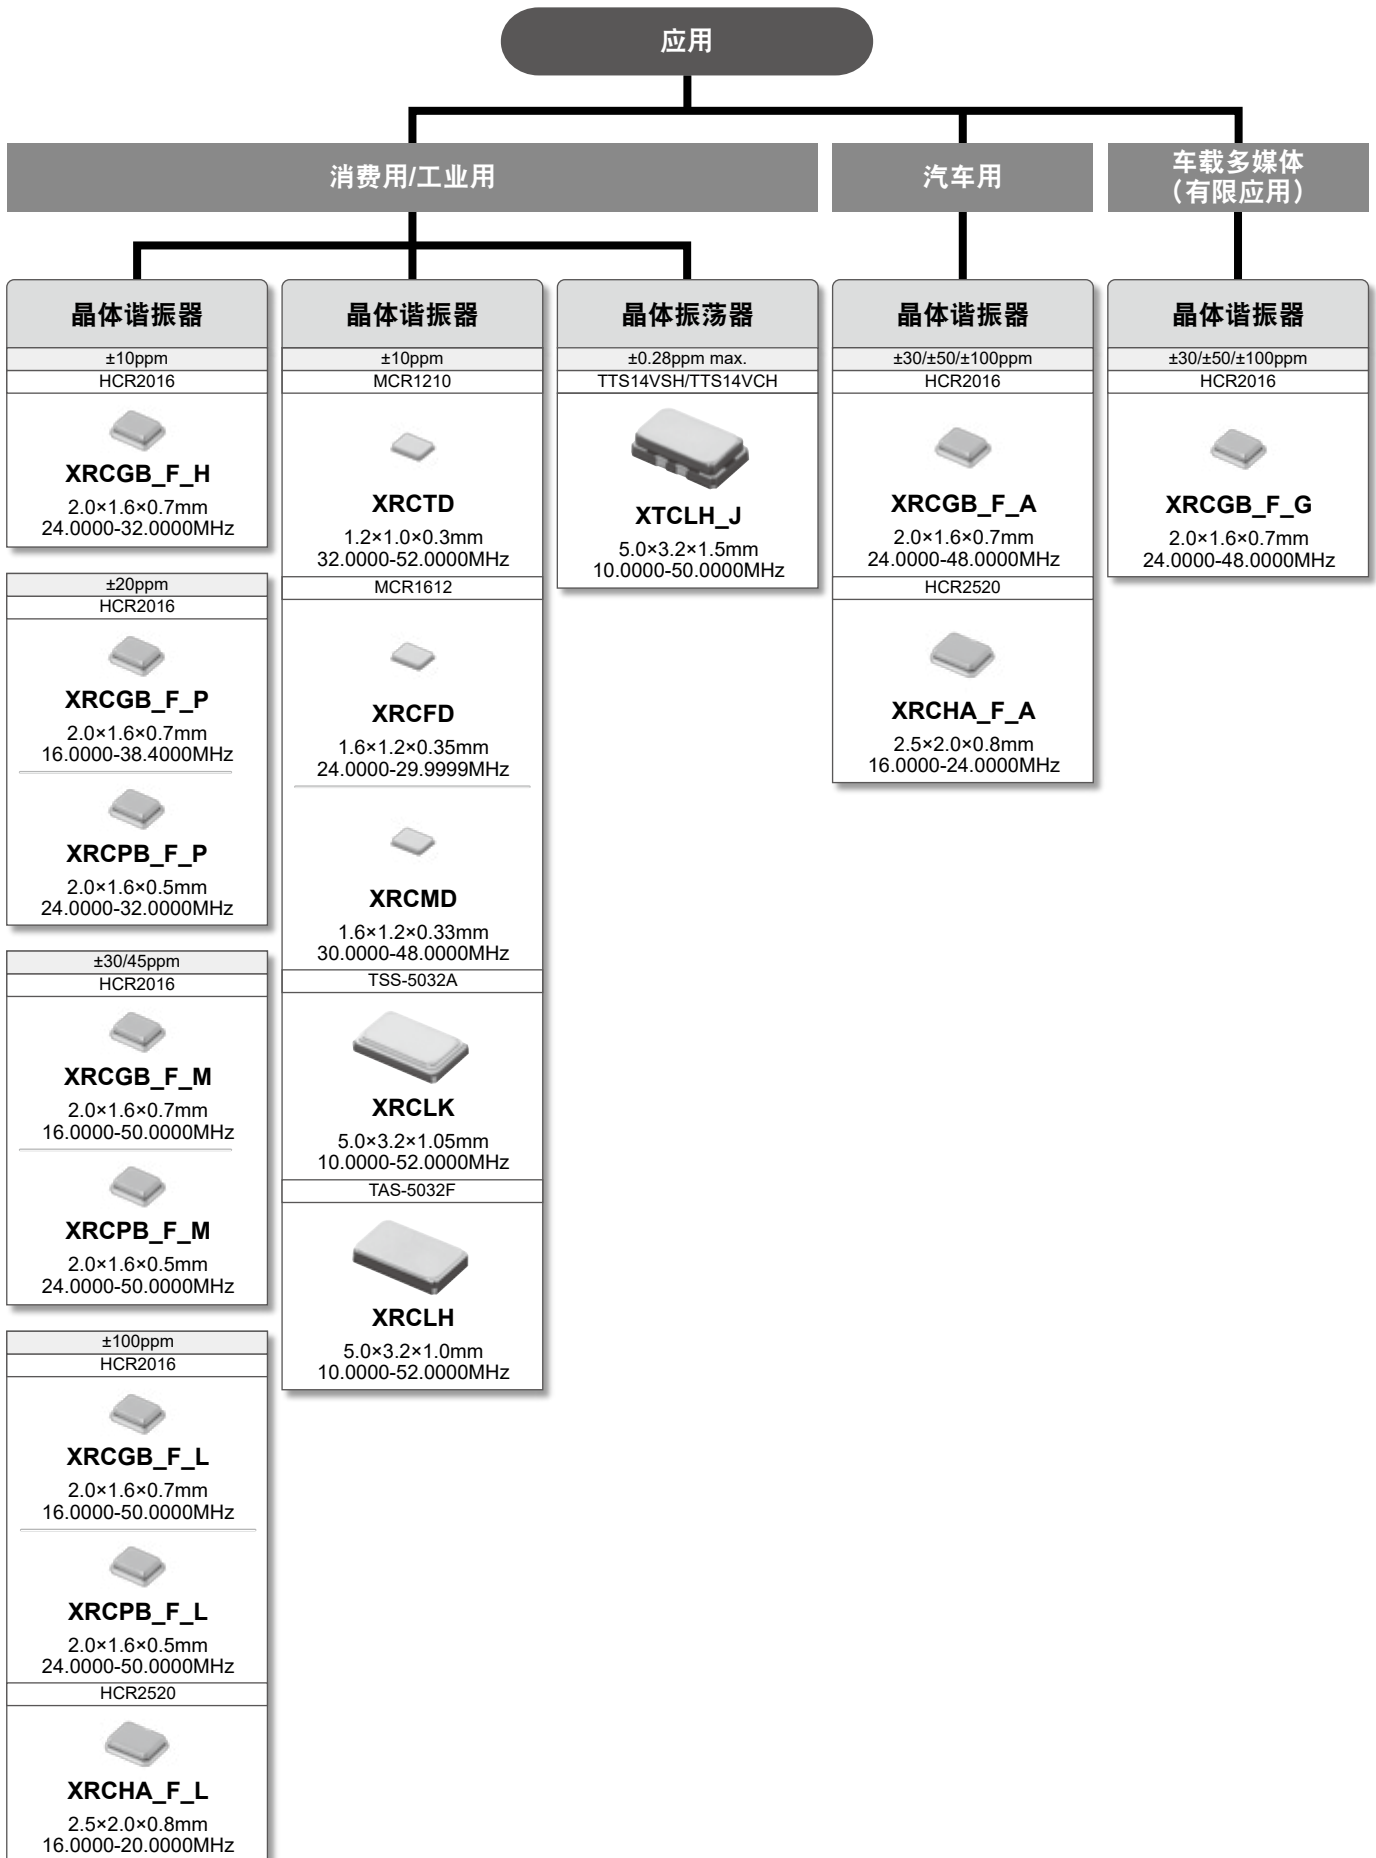 应用
消费用/工业用
汽车用
车载多媒体
（有限应用）
晶体谐振器
±10ppm
HCR2016
XRCGB_F_H
2.0×1.6×0.7mm
24.0000-32.0000MHz
±20ppm
HCR2016
XRCGB_F_P
2.0×1.6×0.7mm
16.0000-38.4000MHz
XRCPB_F_P
2.0×1.6×0.5mm
24.0000-32.0000MHz
±30/45ppm
HCR2016
XRCGB_F_M
2.0×1.6×0.7mm
16.0000-50.0000MHz
XRCPB_F_M
2.0×1.6×0.5mm
24.0000-50.0000MHz
±100ppm
HCR2016
XRCGB_F_L
2.0×1.6×0.7mm
16.0000-50.0000MHz
XRCPB_F_L
2.0×1.6×0.5mm
24.0000-50.0000MHz
HCR2520
XRCHA_F_L
2.5×2.0×0.8mm
16.0000-20.0000MHz
晶体谐振器
±10ppm
MCR1210
XRCTD
1.2×1.0×0.3mm
32.0000-52.0000MHz
MCR1612
XRCFD
1.6×1.2×0.35mm
24.0000-29.9999MHz
XRCMD
1.6×1.2×0.33mm
30.0000-48.0000MHz
TSS-5032A
XRCLK
5.0×3.2×1.05mm
10.0000-52.0000MHz
TAS-5032F
XRCLH
5.0×3.2×1.0mm
10.0000-52.0000MHz
晶体振荡器
±0.28ppm max.
TTS14VSH/TTS14VCH
XTCLH_J
5.0×3.2×1.5mm
10.0000-50.0000MHz
晶体谐振器
±30/±50/±100ppm
HCR2016
XRCGB_F_A
2.0×1.6×0.7mm
24.0000-48.0000MHz
HCR2520
XRCHA_F_A
2.5×2.0×0.8mm
16.0000-24.0000MHz
晶体谐振器
±30/±50/±100ppm
HCR2016
XRCGB_F_G
2.0×1.6×0.7mm
24.0000-48.0000MHz